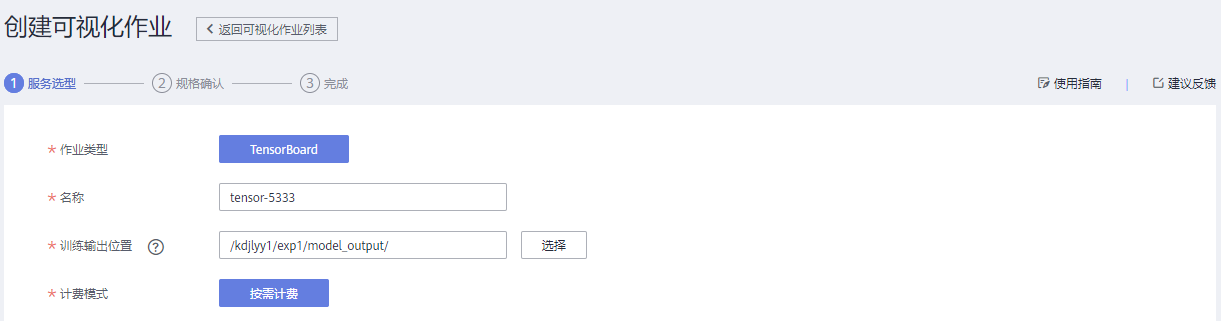 创建可视化作业 返回可视化作业列表
1 服务选型 2 规格确认 3 完成 使用指南 | 建议反馈
* 作业类型 TensorBoard
* 名称 tensor-5333
* 训练输出位置 ? /kdjlyy1/exp1/model_output/ 选择
* 计费模式 按需计费